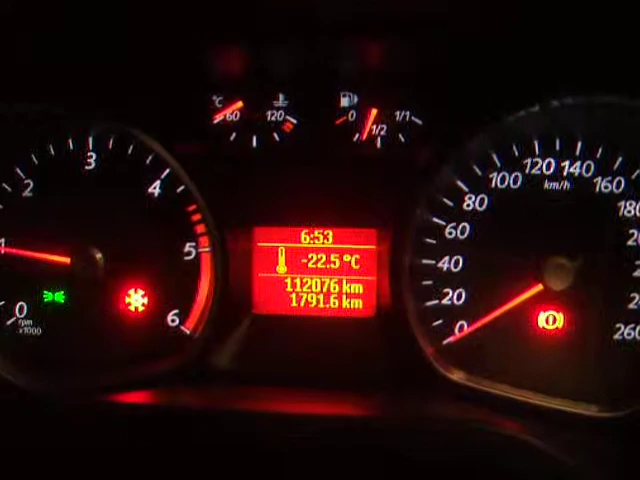 °C 60 120
0 1/2 1/1
0 1 2 3 4 5 6
rpm
x1000
6:53
-22.5 °C
112076 km
1791.6 km
0 20 40 60 80 100 120 140 160 180
km/h
260